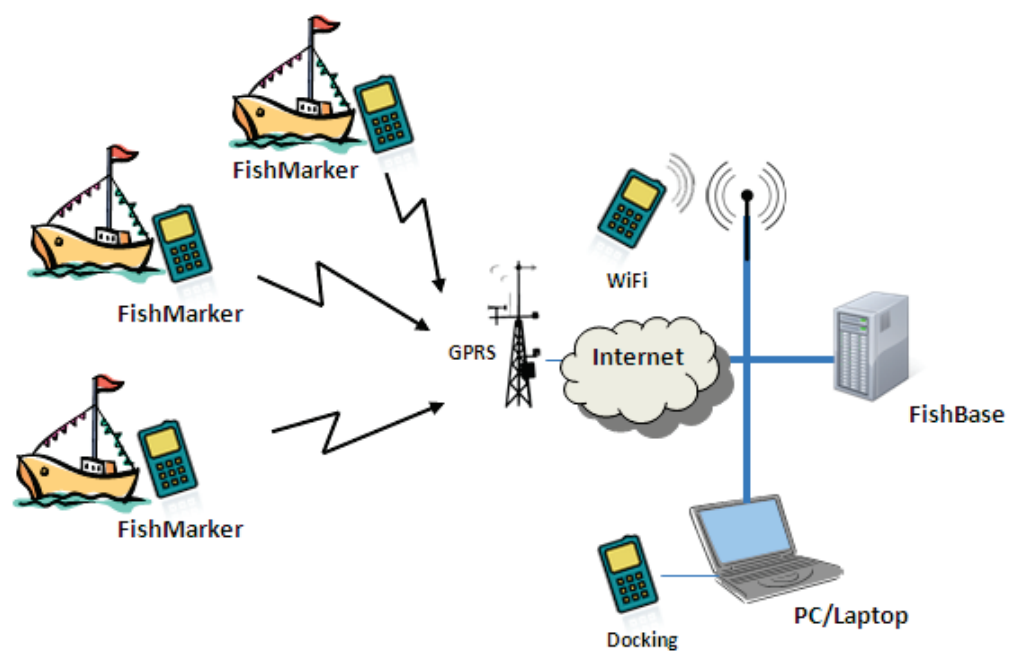 FishMarker
FishMarker
FishMarker
GPRS
WiFi
Internet
FishBase
PC/Laptop
Docking